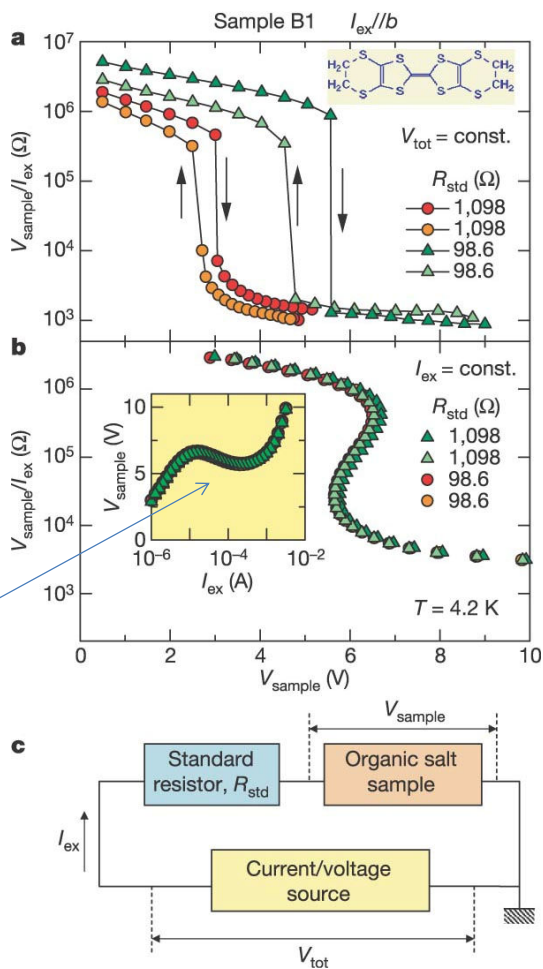 Sample B1 I_ex//b
a
10^7
10^6
10^5
10^4
10^3
V_sample/I_ex (Ω)
CH2 S S S S CH2
CH2 S S S S CH2
V_tot = const.
R_std (Ω)
1,098
1,098
98.6
98.6
b
10^6
10^5
10^4
10^3
V_sample/I_ex (Ω)
I_ex = const.
R_std (Ω)
1,098
1,098
98.6
98.6
10
5
0
V_sample (V)
10^−6 10^−4 10^−2
I_ex (A)
T = 4.2 K
0 2 4 6 8 10
V_sample (V)
c
V_sample
Standard
resistor, R_std
Organic salt
sample
I_ex
Current/voltage
source
V_tot